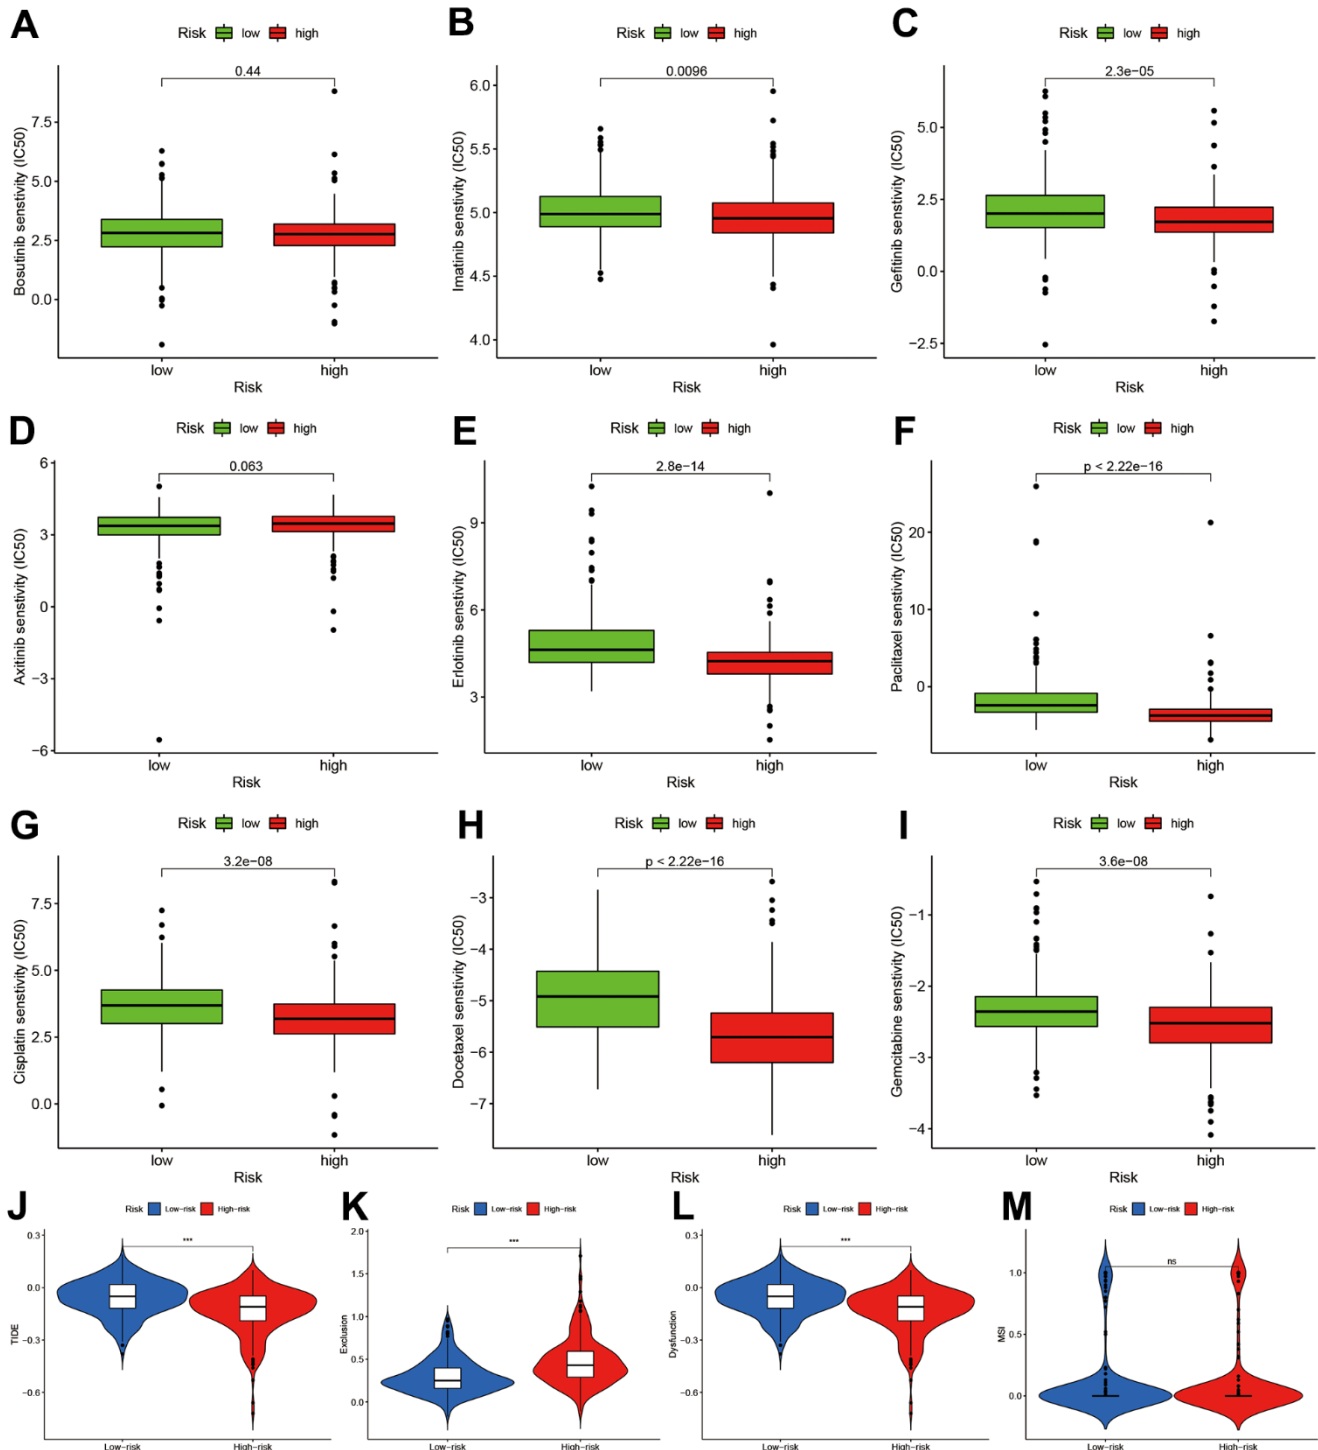 A
Risk low high
0.44
Bosutinib senstivity (IC50)
7.5
5.0
2.5
0.0
low high
Risk
B
Risk low high
0.0096
Imatinib senstivity (IC50)
6.0
5.5
5.0
4.5
4.0
low high
Risk
C
Risk low high
2.3e−05
Gefitinib senstivity (IC50)
5.0
2.5
0.0
−2.5
low high
Risk
D
Risk low high
0.063
Axitinib senstivity (IC50)
6
3
0
−3
−6
low high
Risk
E
Risk low high
2.8e−14
Erlotinib senstivity (IC50)
9
6
3
low high
Risk
F
Risk low high
p < 2.22e−16
Paclitaxel senstivity (IC50)
20
10
0
low high
Risk
G
Risk low high
3.2e−08
Cisplatin senstivity (IC50)
7.5
5.0
2.5
0.0
low high
Risk
H
Risk low high
p < 2.22e−16
Docetaxel senstivity (IC50)
−3
−4
−5
−6
−7
low high
Risk
I
Risk low high
3.6e−08
Gemcitabine senstivity (IC50)
−1
−2
−3
−4
low high
Risk
J
Risk Low−risk High−risk
***
TIDE
0.3
0.0
−0.3
−0.6
Low−risk High−risk
K
Risk Low−risk High−risk
***
Exclusion
2.0
1.5
1.0
0.5
0.0
Low−risk High−risk
L
Risk Low−risk High−risk
***
Dysfunction
0.3
0.0
−0.3
−0.6
Low−risk High−risk
M
Risk Low−risk High−risk
ns
MSI
1.0
0.5
0.0
Low−risk High−risk